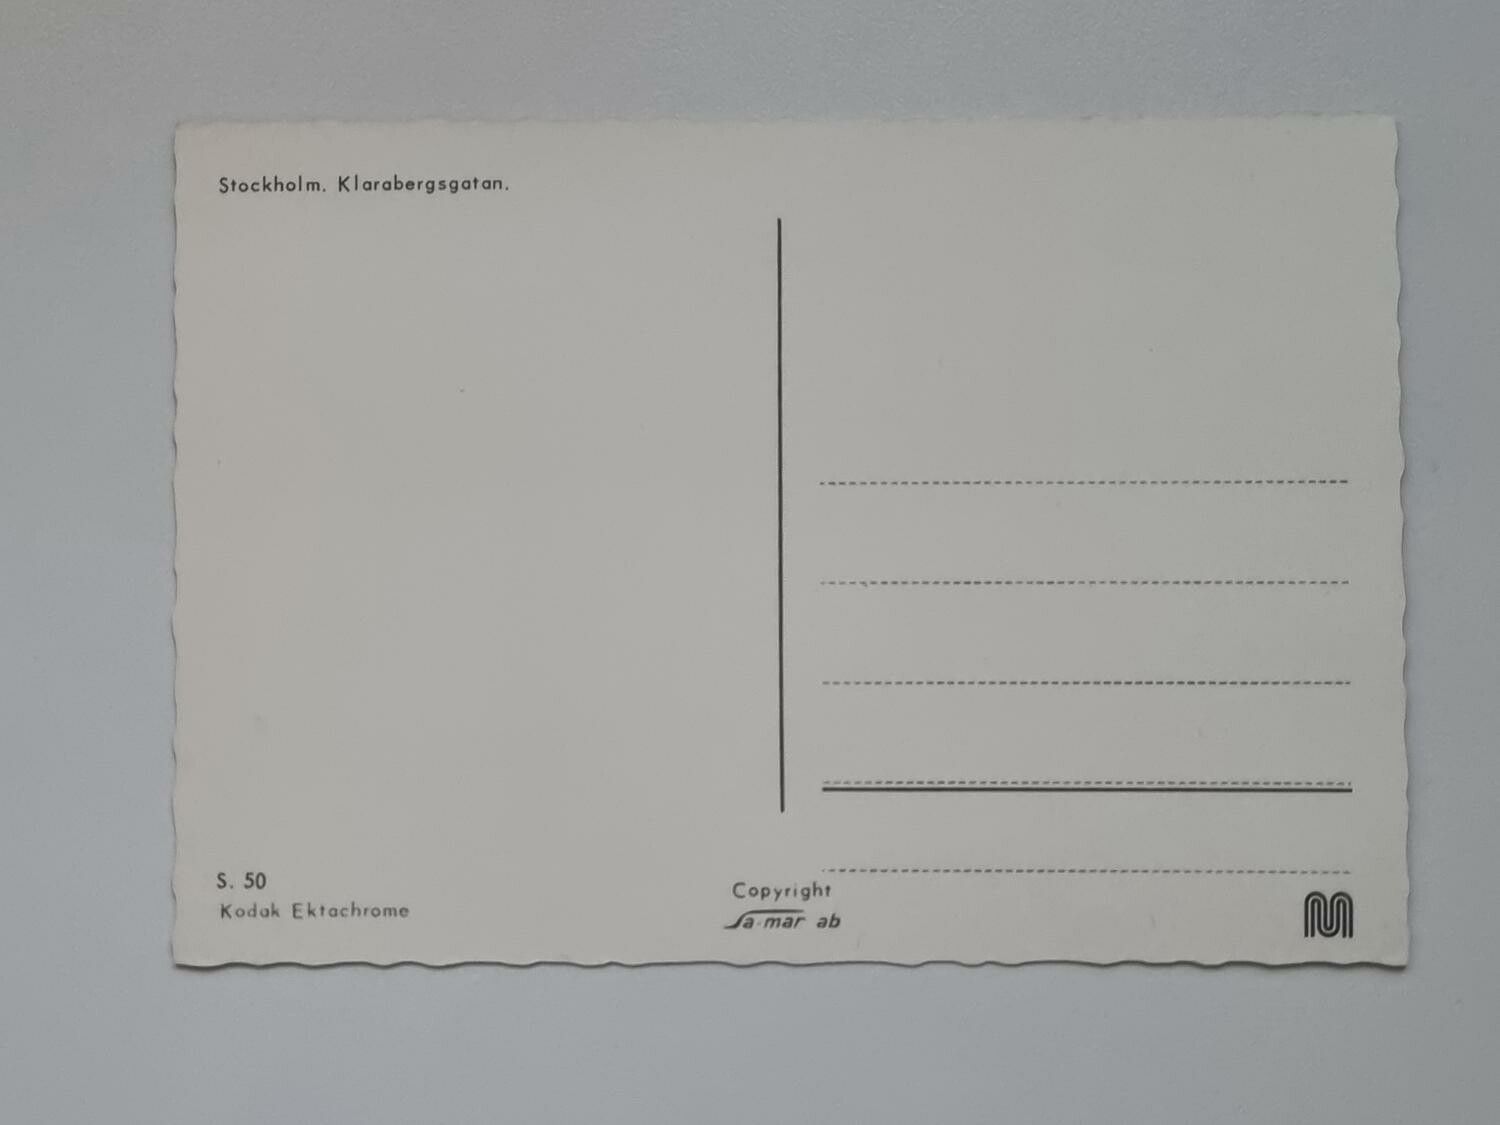 Stockholm. Klarabergsgatan.
S. 50
Kodak Ektachrome
Copyright
Sa-mar ab